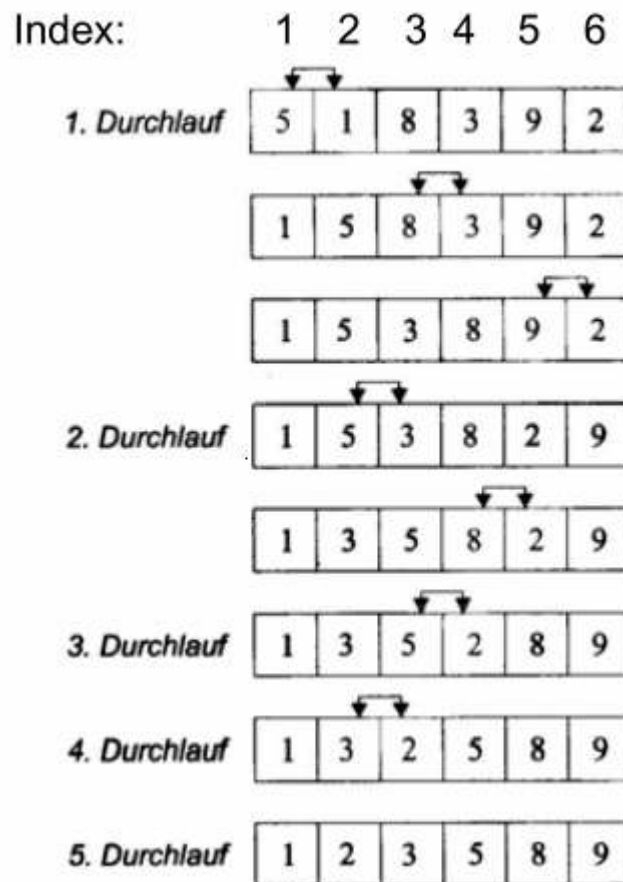 Index: 1 2 3 4 5 6
1. Durchlauf 5 1 8 3 9 2
1 5 8 3 9 2
1 5 3 8 9 2
2. Durchlauf 1 5 3 8 2 9
1 3 5 8 2 9
3. Durchlauf 1 3 5 2 8 9
4. Durchlauf 1 3 2 5 8 9
5. Durchlauf 1 2 3 5 8 9